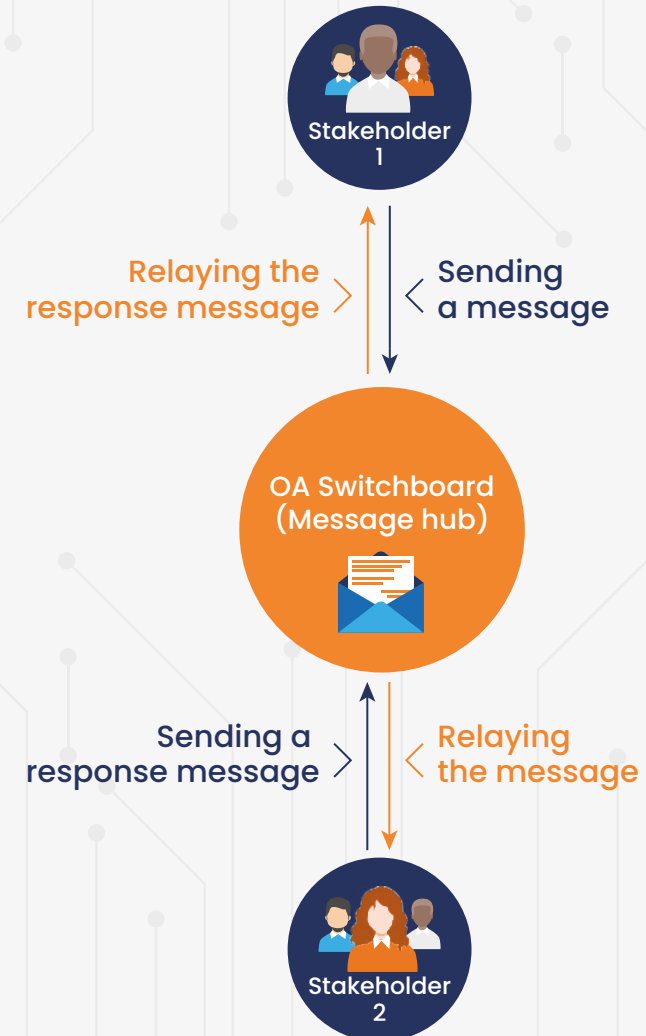 Stakeholder
1
Relaying the
response message
Sending
a message
OA Switchboard
(Message hub)
Sending a
response message
Relaying
the message
Stakeholder
2